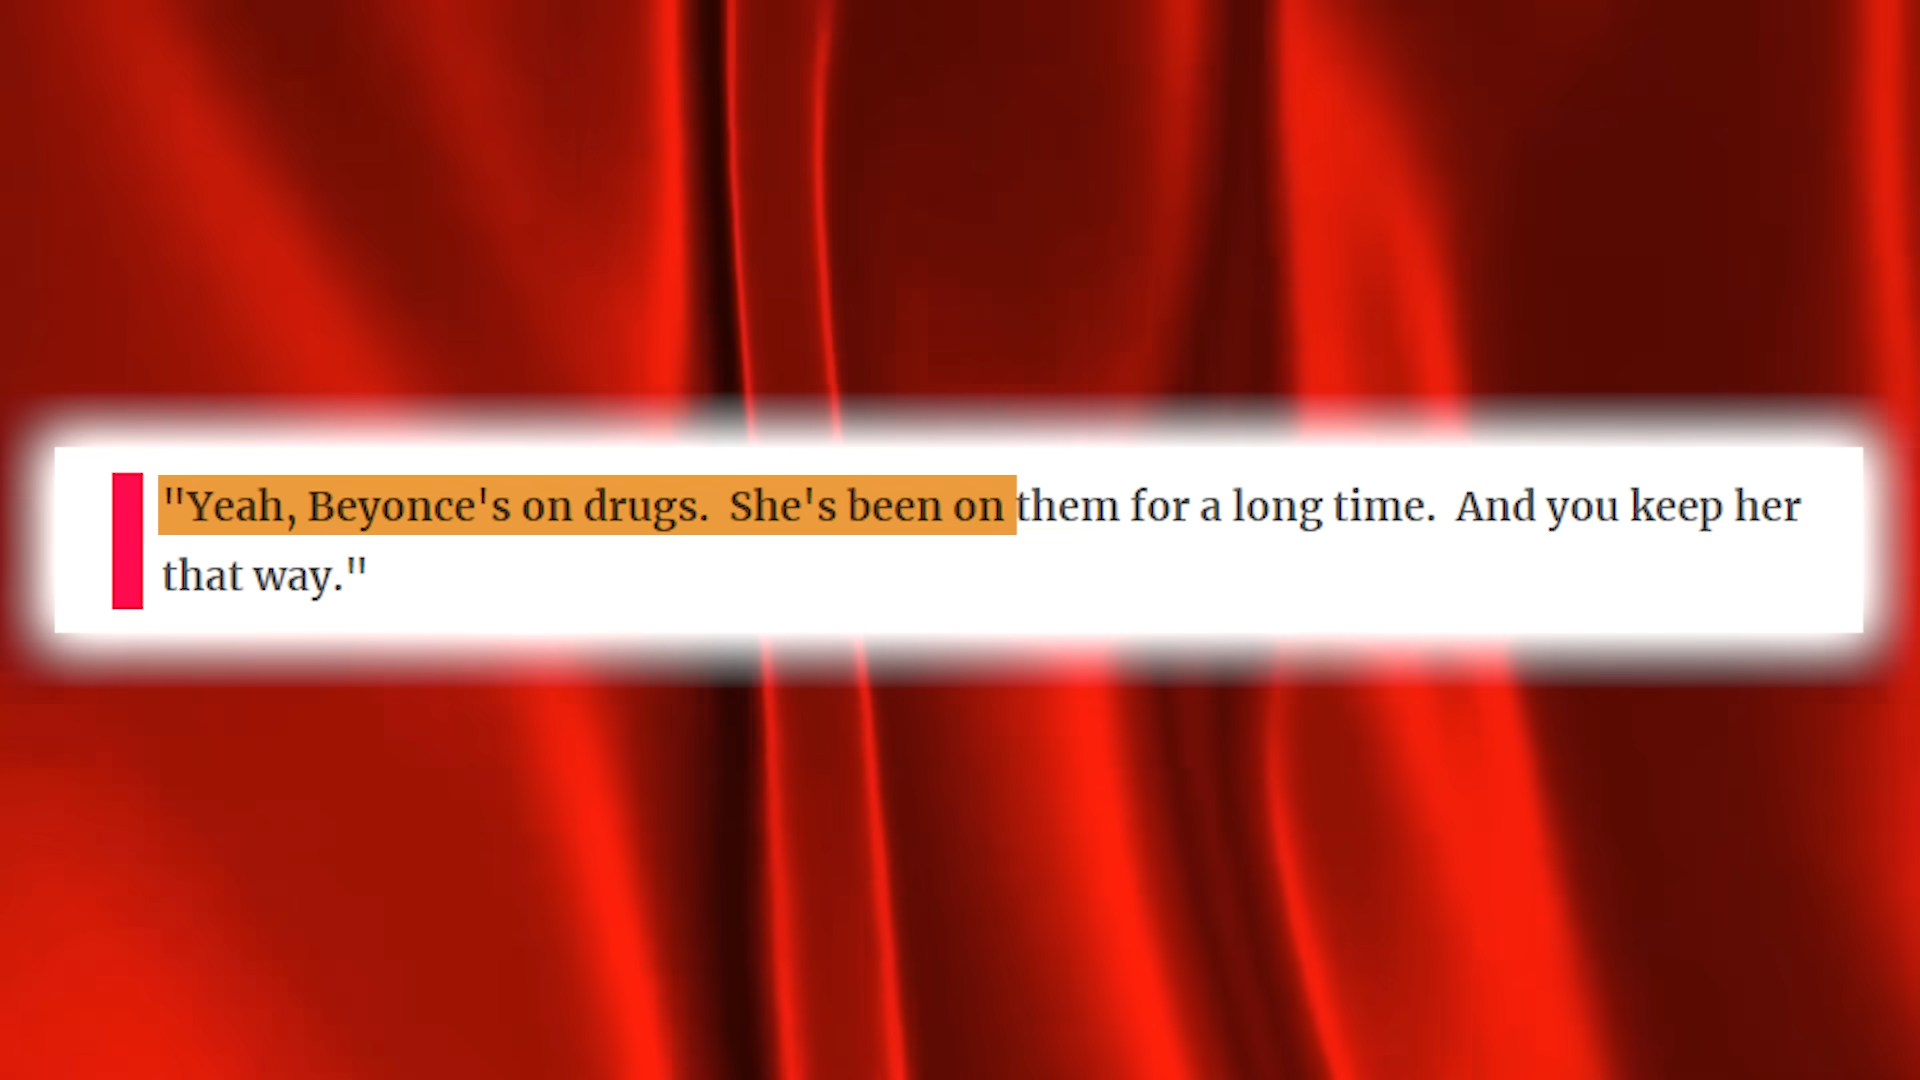 "Yeah, Beyonce's on drugs.  She's been on them for a long time.  And you keep her
that way."